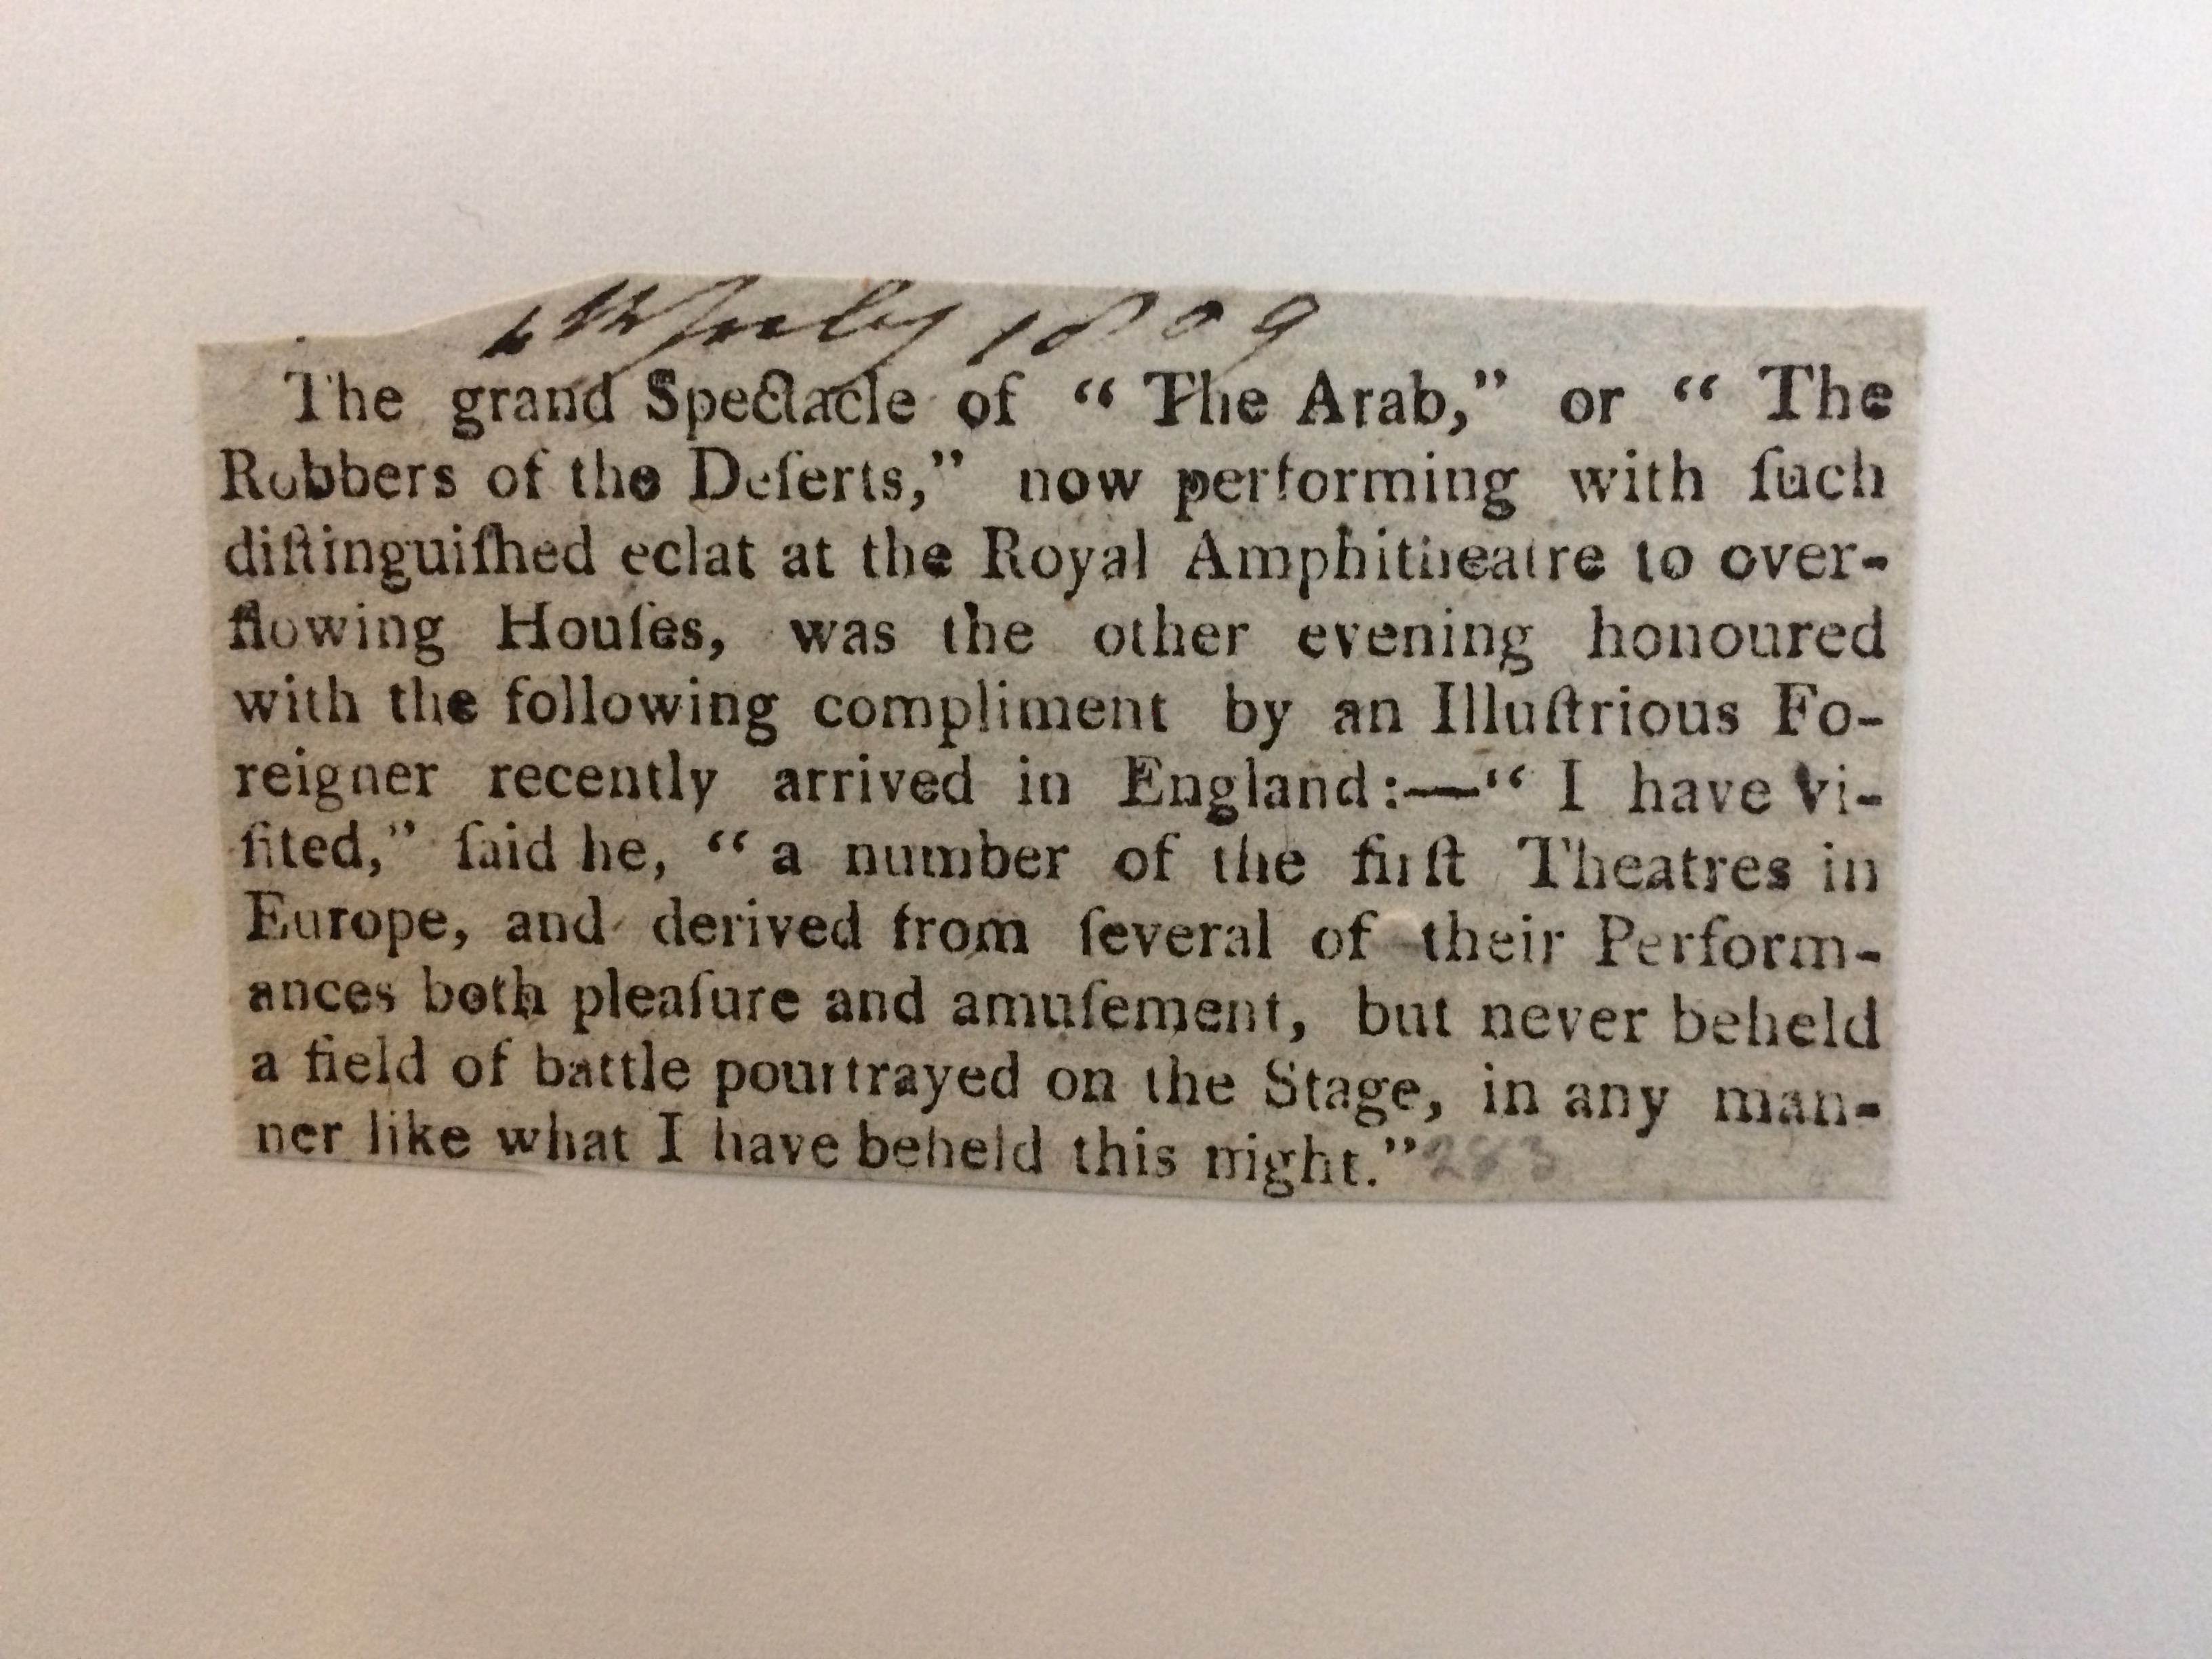 July 1809
The grand Spectacle of “ The Arab,” or “ The
Robbers of the Deſerts,” now performing with ſuch
diſtinguiſhed eclat at the Royal Amphitheatre to over-
flowing Houſes, was the other evening honoured
with the following compliment by an Illuſtrious Fo-
reigner recently arrived in England:—“ I have vi-
ſited,” ſaid he, “ a number of the firſt Theatres in
Europe, and derived from ſeveral of their Perform-
ances both pleaſure and amuſement, but never beheld
a field of battle pourtrayed on the Stage, in any man-
ner like what I have beheld this night.”